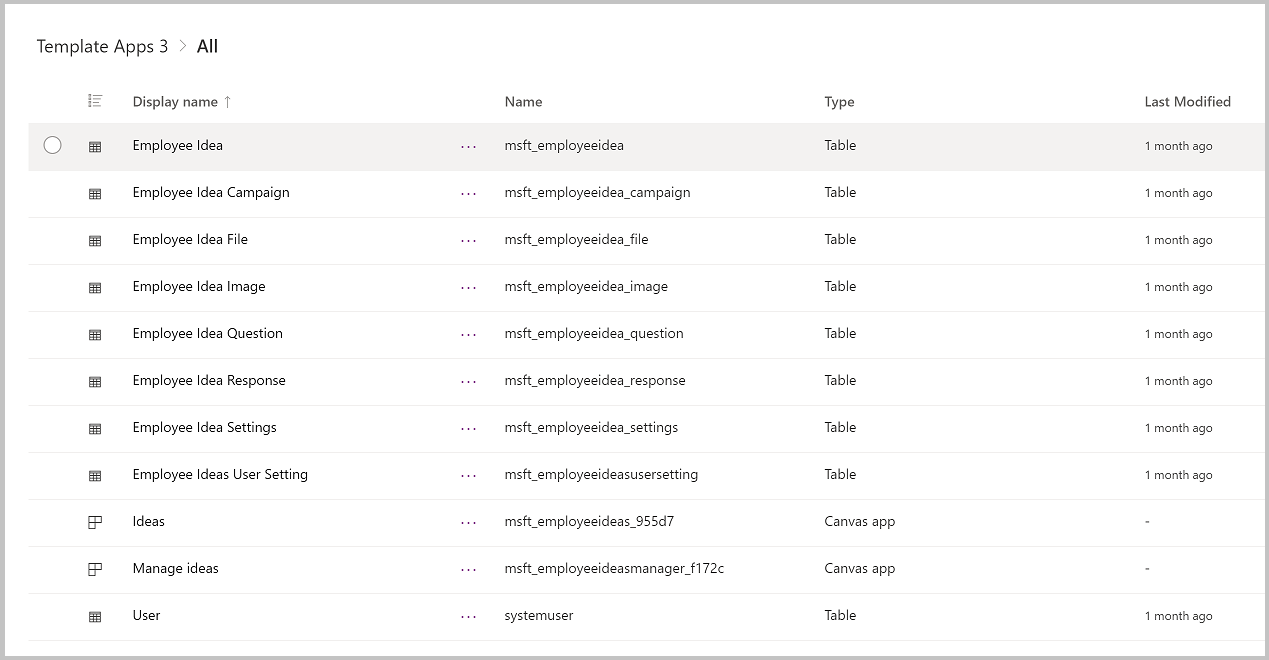 Template Apps 3 > All
Display name ↑ Name Type Last Modified
Employee Idea ... msft_employeeidea Table 1 month ago
Employee Idea Campaign ... msft_employeeidea_campaign Table 1 month ago
Employee Idea File ... msft_employeeidea_file Table 1 month ago
Employee Idea Image ... msft_employeeidea_image Table 1 month ago
Employee Idea Question ... msft_employeeidea_question Table 1 month ago
Employee Idea Response ... msft_employeeidea_response Table 1 month ago
Employee Idea Settings ... msft_employeeidea_settings Table 1 month ago
Employee Ideas User Setting ... msft_employeeideasusersetting Table 1 month ago
Ideas ... msft_employeeideas_955d7 Canvas app -
Manage ideas ... msft_employeeideasmanager_f172c Canvas app -
User ... systemuser Table 1 month ago